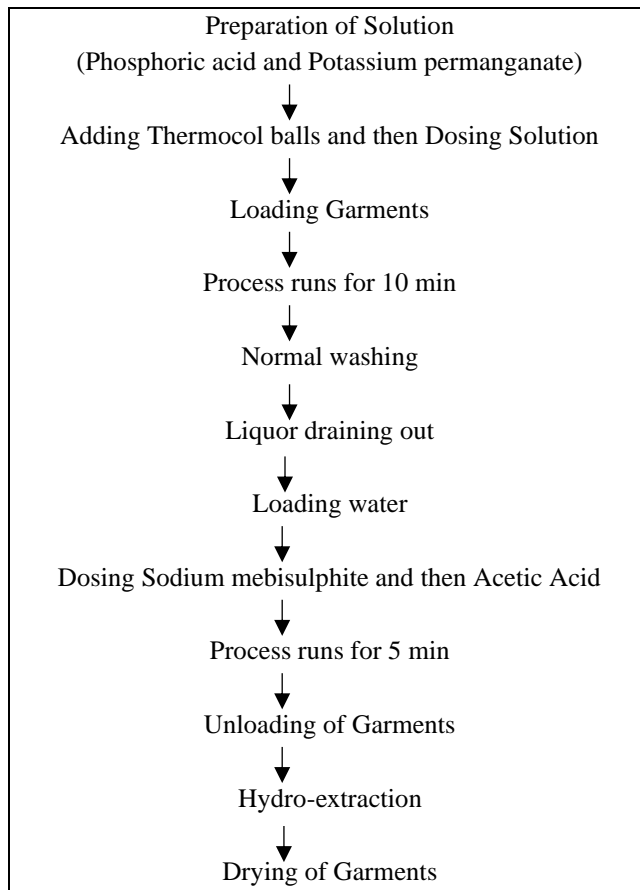 Preparation of Solution
(Phosphoric acid and Potassium permanganate)
Adding Thermocol balls and then Dosing Solution
Loading Garments
Process runs for 10 min
Normal washing
Liquor draining out
Loading water
Dosing Sodium mebisulphite and then Acetic Acid
Process runs for 5 min
Unloading of Garments
Hydro-extraction
Drying of Garments